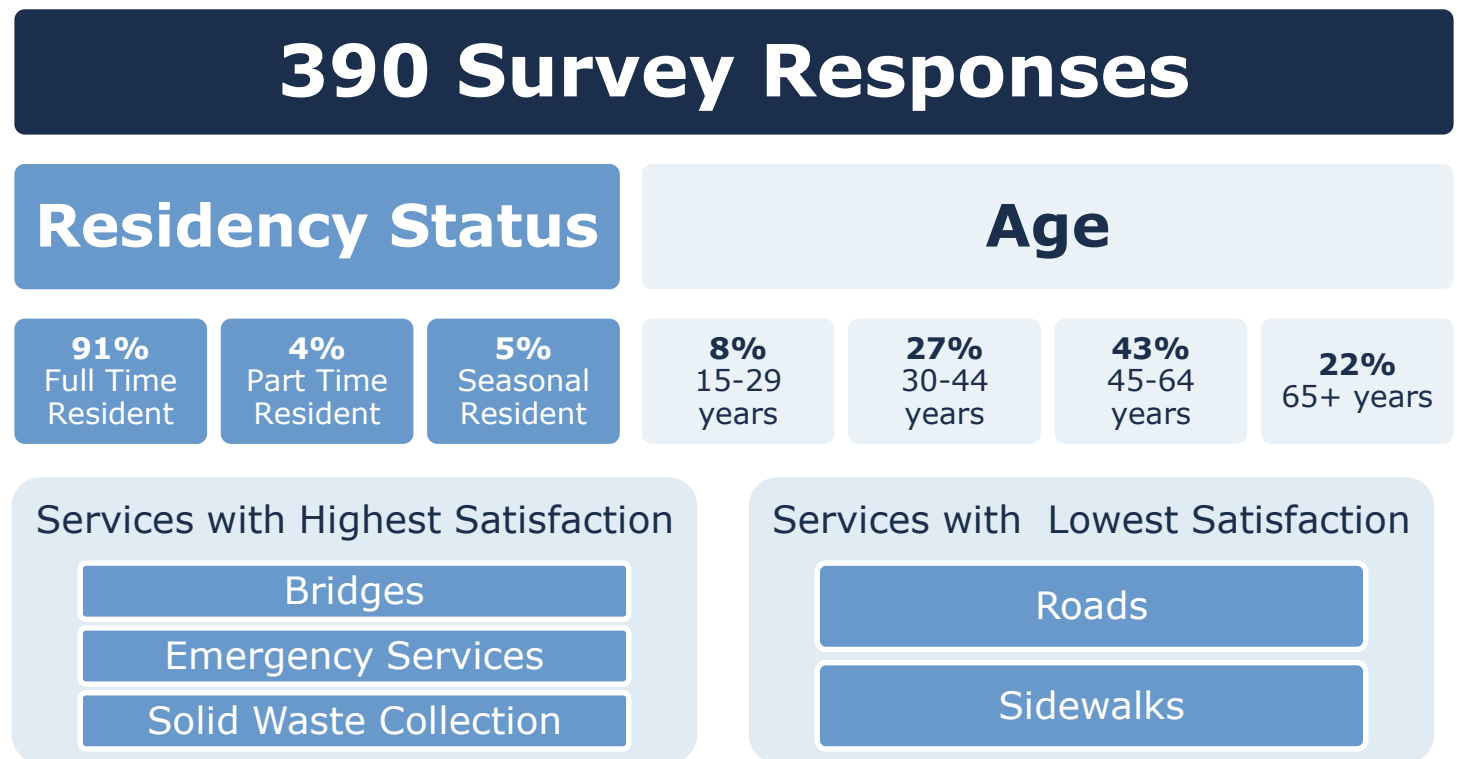 390 Survey Responses
Residency Status
Age
91%
Full Time
Resident
4%
Part Time
Resident
5%
Seasonal
Resident
8%
15-29
years
27%
30-44
years
43%
45-64
years
22%
65+ years
Services with Highest Satisfaction
Bridges
Emergency Services
Solid Waste Collection
Services with  Lowest Satisfaction
Roads
Sidewalks